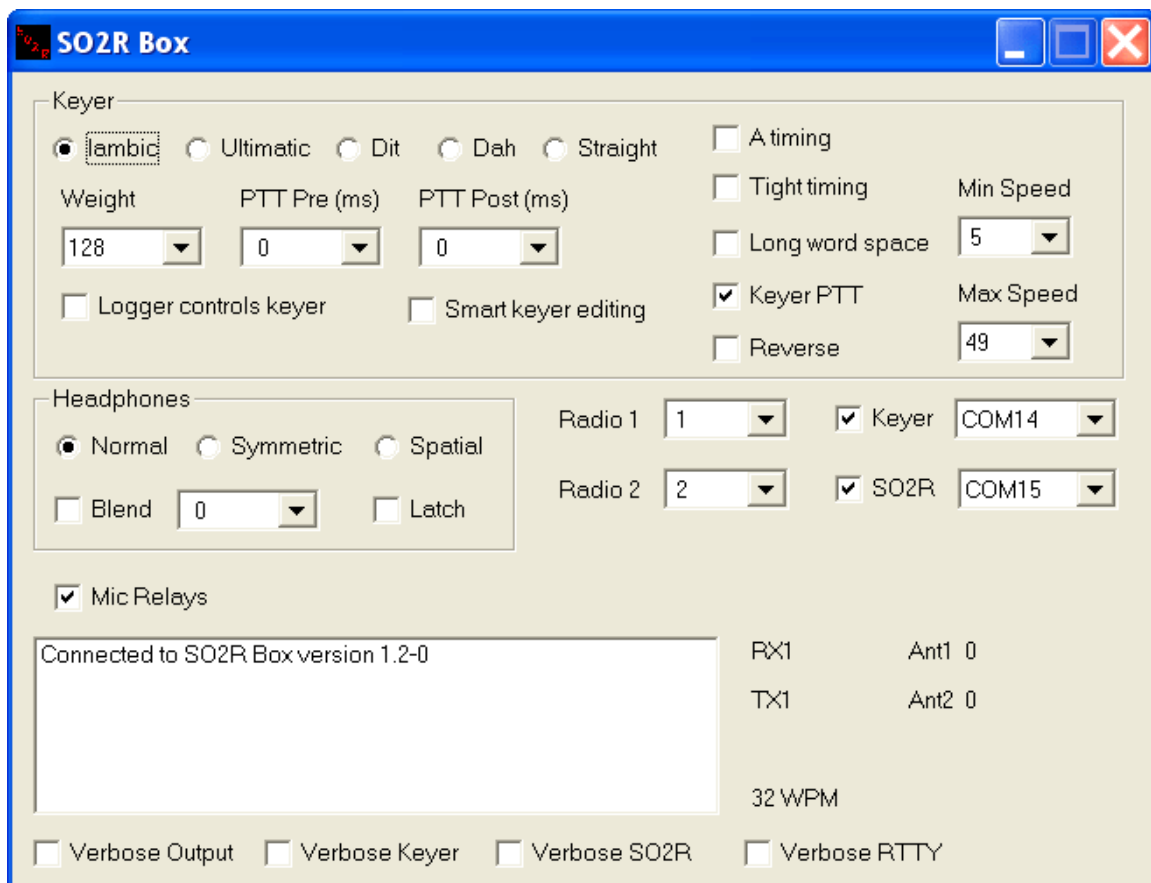 SO2R Box
Keyer
Iambic Ultimatic Dit Dah Straight
A timing
Tight timing
Long word space
Keyer PTT
Reverse
Weight PTT Pre (ms) PTT Post (ms)
128 0 0
Logger controls keyer Smart keyer editing
Min Speed
5
Max Speed
49
Headphones
Normal Symmetric Spatial
Blend 0 Latch
Radio 1 1 Keyer COM14
Radio 2 2 SO2R COM15
Mic Relays
Connected to SO2R Box version 1.2-0
RX1 Ant1 0
TX1 Ant2 0
32 WPM
Verbose Output Verbose Keyer Verbose SO2R Verbose RTTY